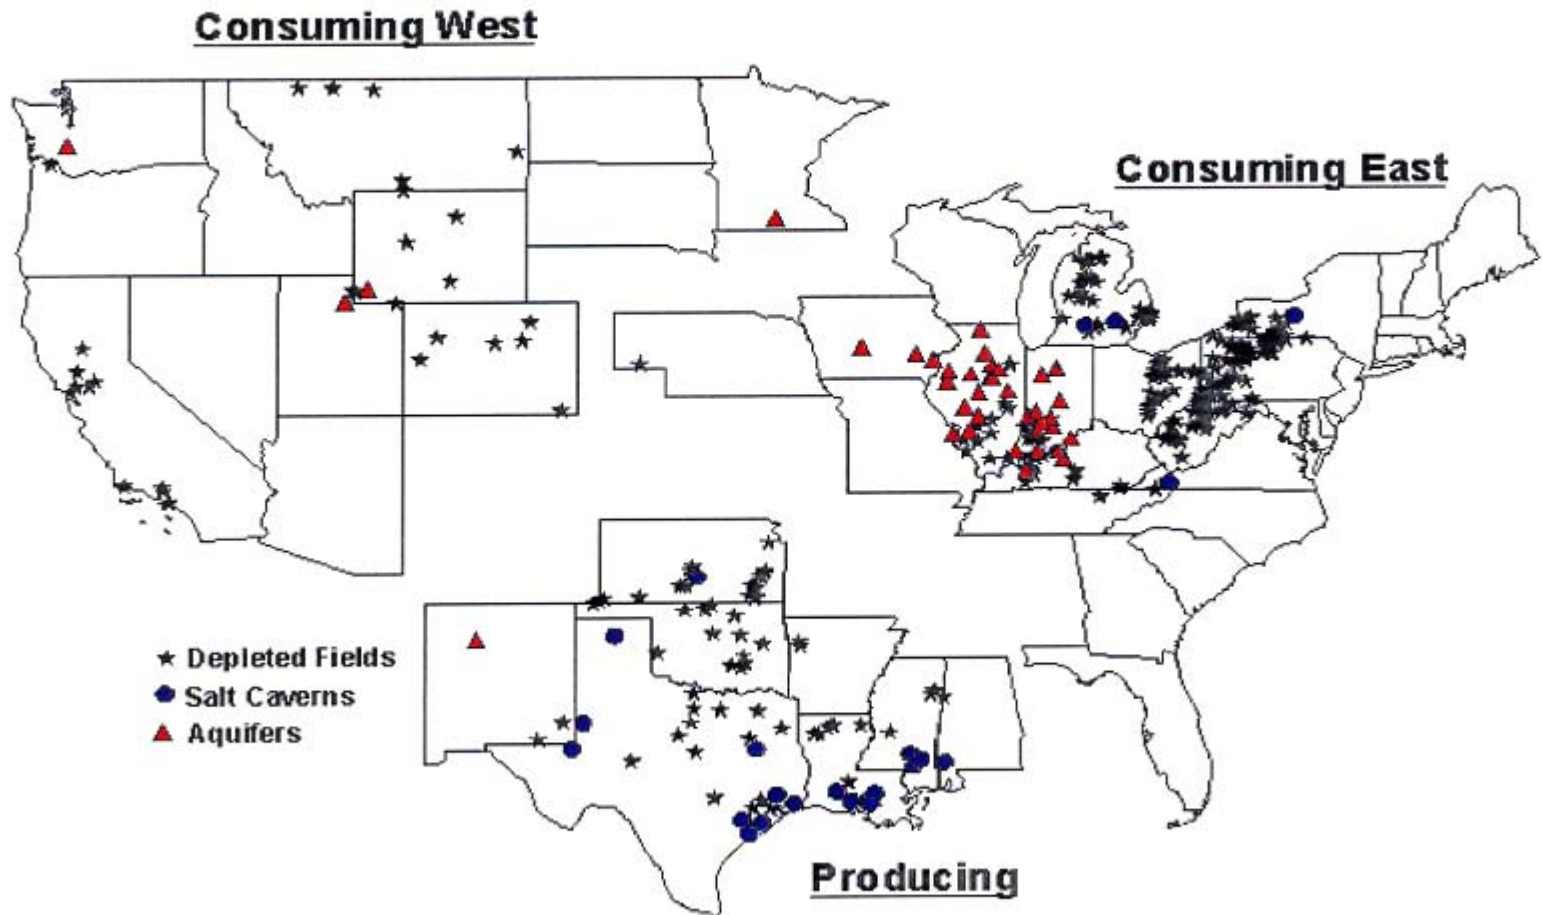 Consuming West
Consuming East
Depleted Fields
Salt Caverns
Aquifers
Producing